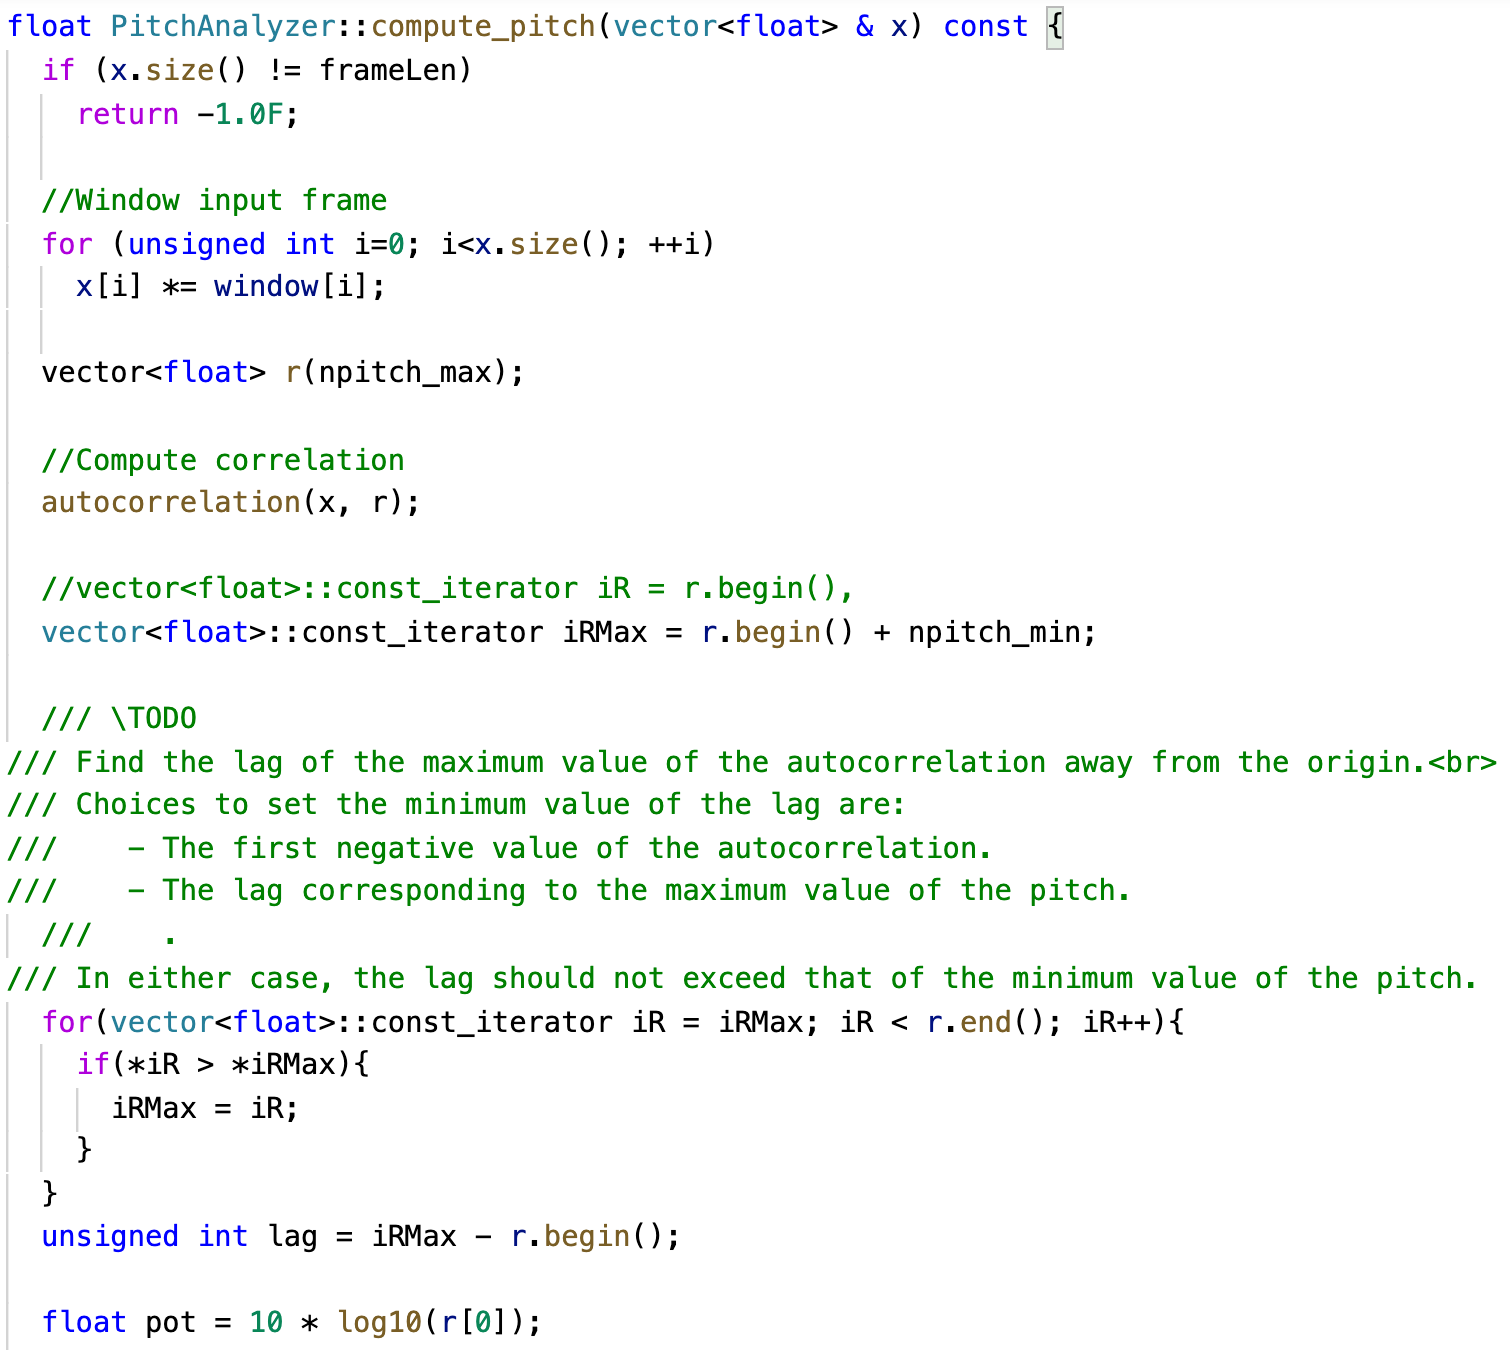 float PitchAnalyzer::compute_pitch(vector<float> & x) const {
  if (x.size() != frameLen)
    return -1.0F;

  //Window input frame
  for (unsigned int i=0; i<x.size(); ++i)
    x[i] *= window[i];

  vector<float> r(npitch_max);

  //Compute correlation
  autocorrelation(x, r);

  //vector<float>::const_iterator iR = r.begin(),
  vector<float>::const_iterator iRMax = r.begin() + npitch_min;

  /// \TODO
/// Find the lag of the maximum value of the autocorrelation away from the origin.<br>
/// Choices to set the minimum value of the lag are:
///    - The first negative value of the autocorrelation.
///    - The lag corresponding to the maximum value of the pitch.
  ///    .
/// In either case, the lag should not exceed that of the minimum value of the pitch.
  for(vector<float>::const_iterator iR = iRMax; iR < r.end(); iR++){
    if(*iR > *iRMax){
      iRMax = iR;
    }
  }
  unsigned int lag = iRMax - r.begin();

  float pot = 10 * log10(r[0]);